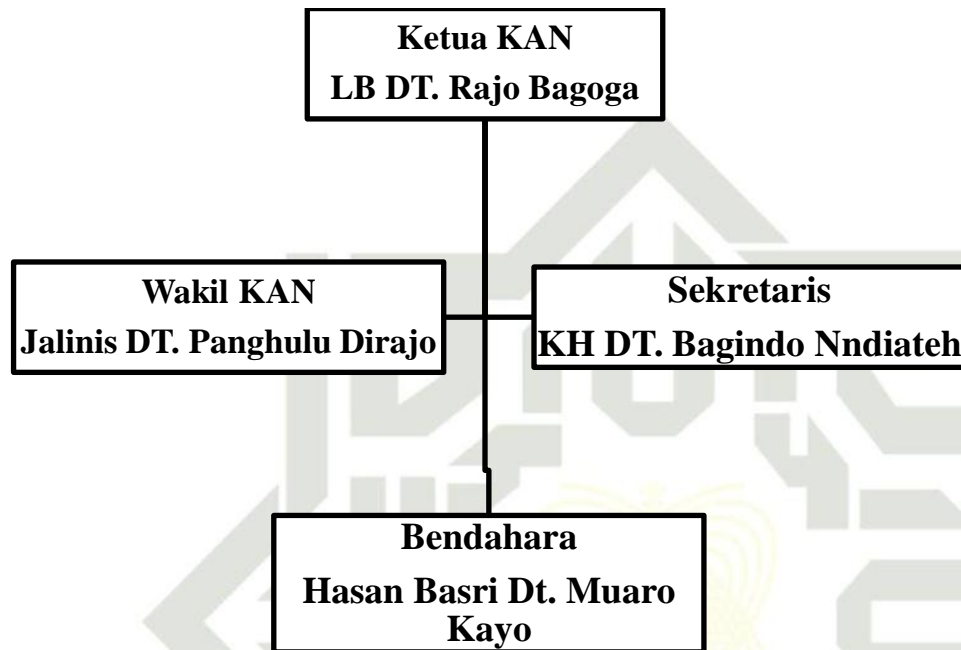 Ketua KAN
LB DT. Rajo Bagoga
Wakil KAN
Jalinis DT. Panghulu Dirajo
Sekretaris
KH DT. Bagindo Nndiateh
Bendahara
Hasan Basri Dt. Muaro
Kayo